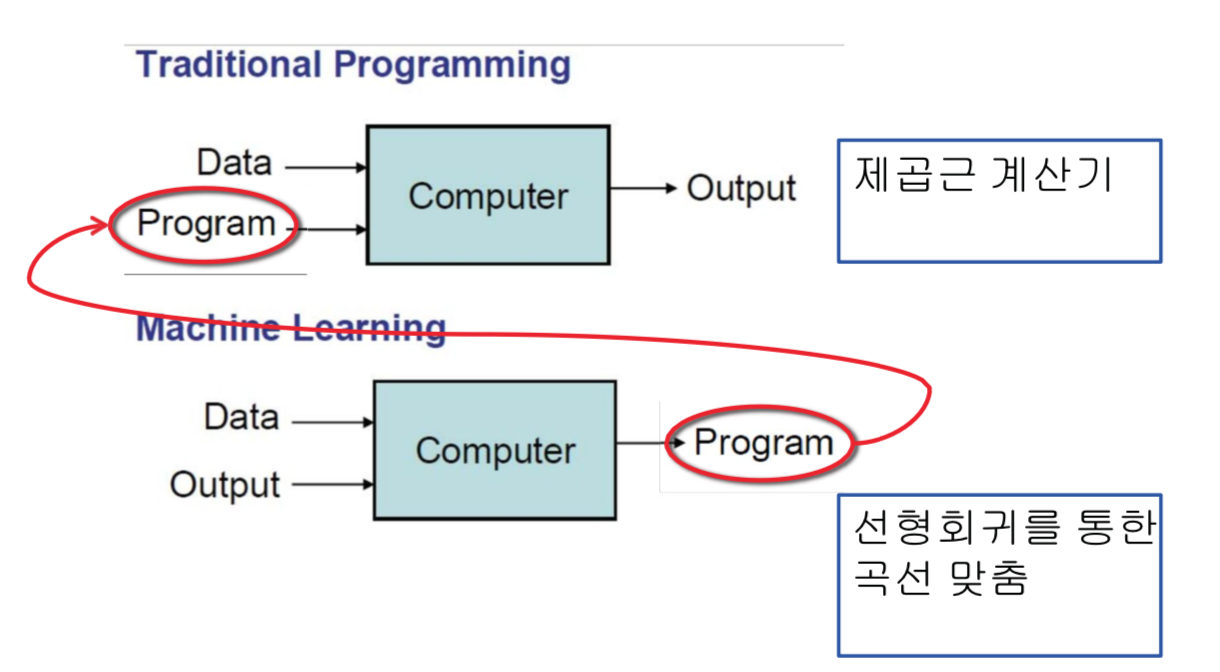 Traditional Programming
Data
Program
Computer
Output
제곱근 계산기
Machine Learning
Data
Output
Computer
Program
선형회귀를 통한
곡선 맞춤